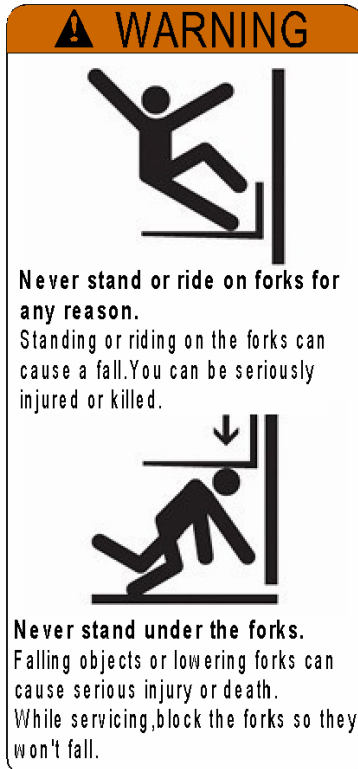 WARNING
Never stand or ride on forks for
any reason.
Standing or riding on the forks can
cause a fall.You can be seriously
injured or killed.
Never stand under the forks.
Falling objects or lowering forks can
cause serious injury or death.
While servicing,block the forks so they
won't fall.